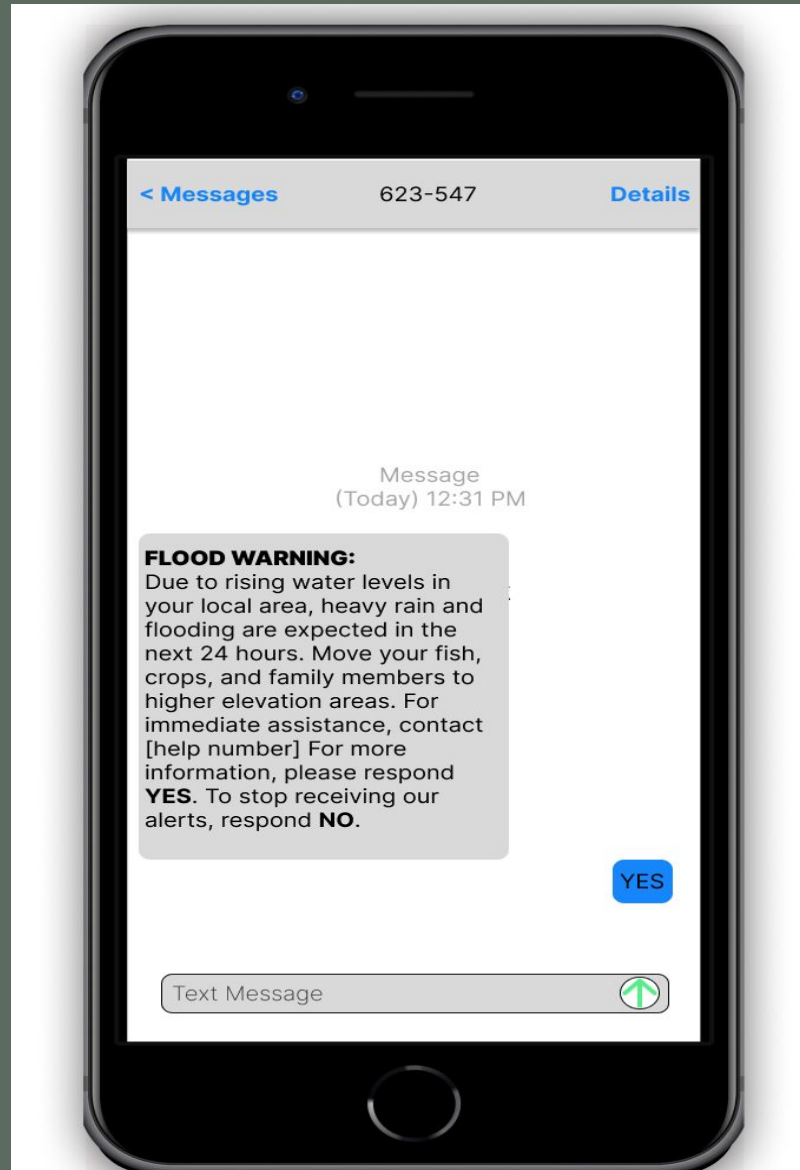 < Messages 623-547 Details
Message
(Today) 12:31 PM
FLOOD WARNING:
Due to rising water levels in
your local area, heavy rain and
flooding are expected in the
next 24 hours. Move your fish,
crops, and family members to
higher elevation areas. For
immediate assistance, contact
[help number] For more
information, please respond
YES. To stop receiving our
alerts, respond NO.
YES
Text Message